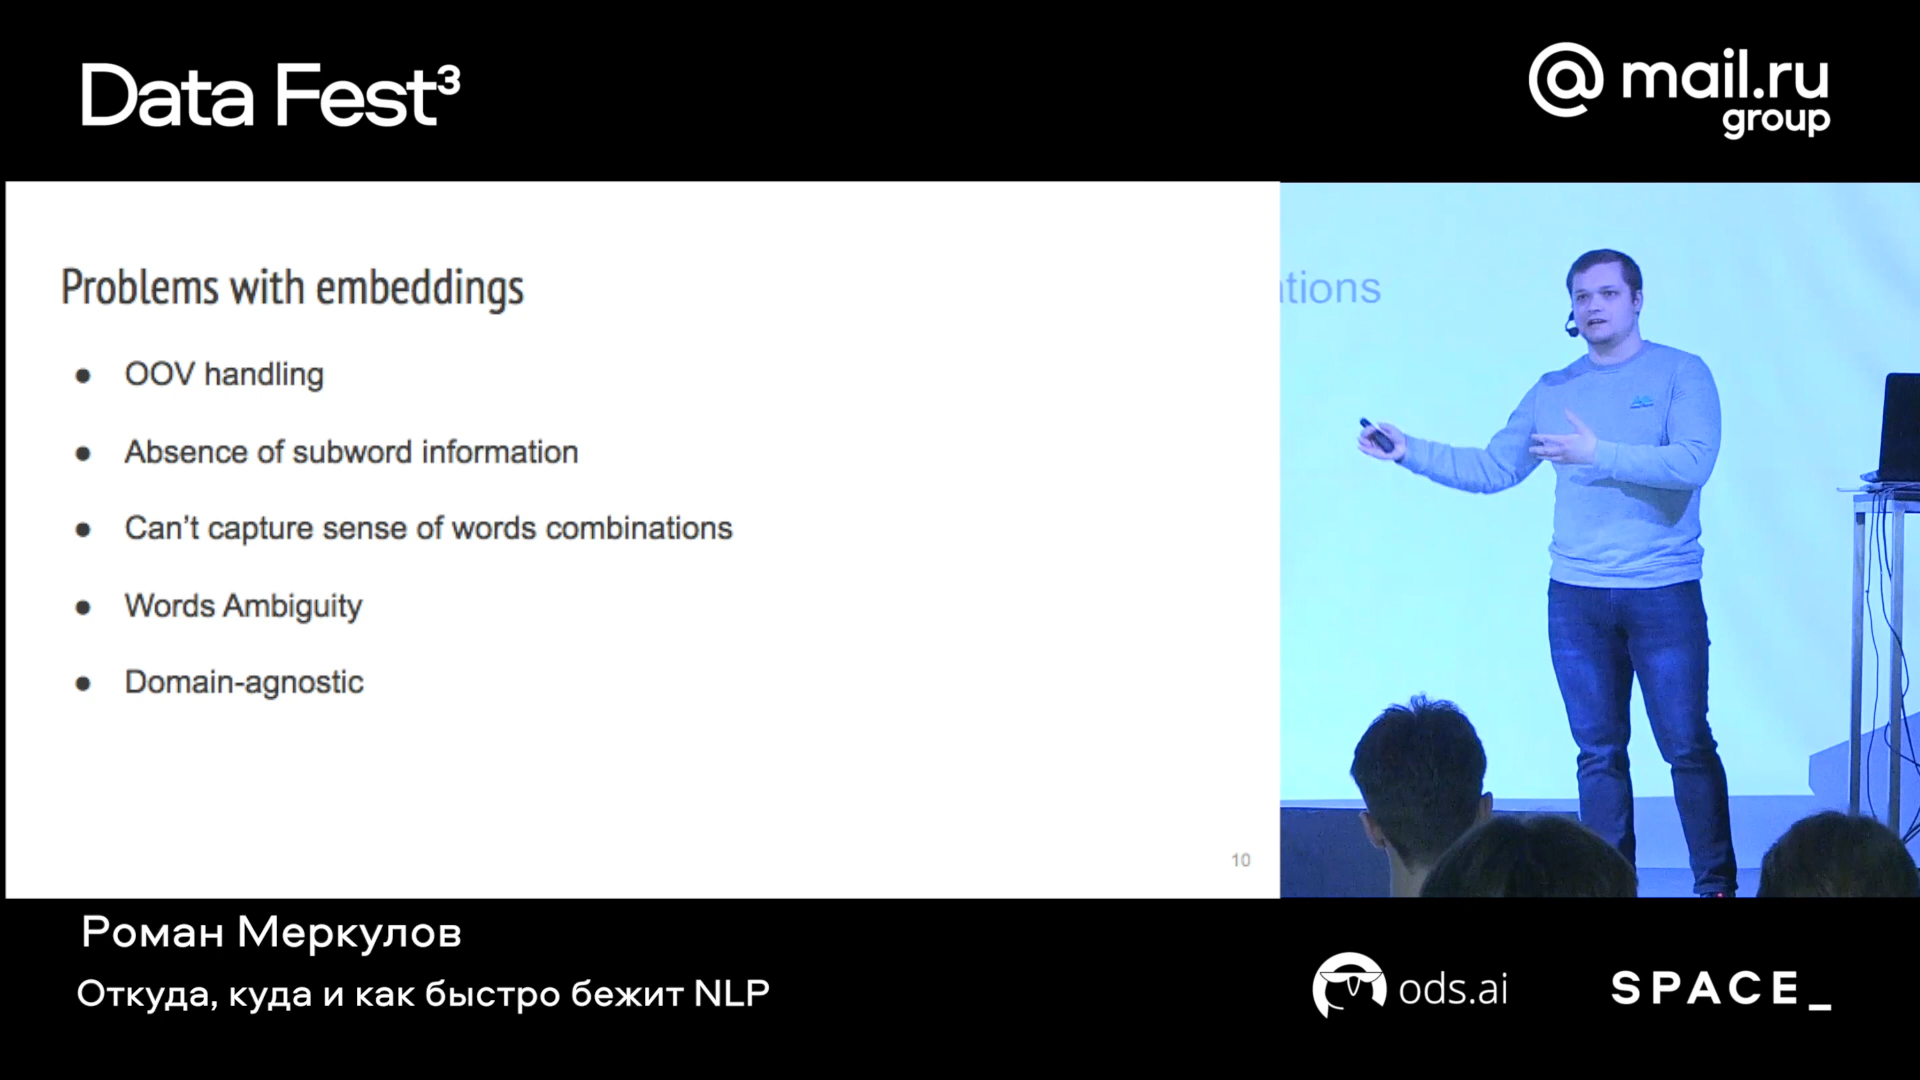 Data Fest³
@mail.ru
group
Problems with embeddings
ations
● OOV handling
● Absence of subword information
● Can’t capture sense of words combinations
● Words Ambiguity
● Domain-agnostic
10
Роман Меркулов
Откуда, куда и как быстро бежит NLP
ods.ai
SPACE_